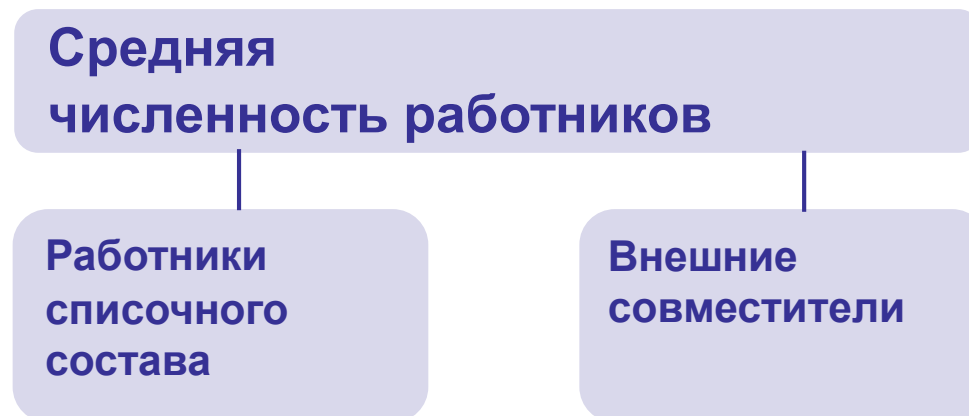 Средняя
численность работников
Работники
списочного
состава
Внешние
совместители